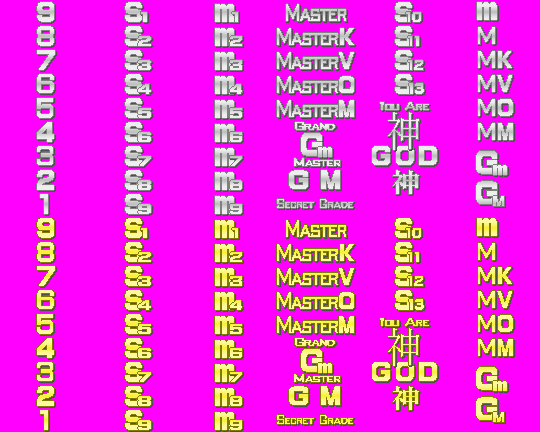 9 S1 m1 MASTER S10 m
8 S2 m2 MASTERK S11 M
7 S3 m3 MASTERV S12 MK
6 S4 m4 MASTERO S13 MV
5 S5 m5 MASTERM YOU ARE MO
4 S6 m6 GRAND 神 MM
3 S7 m7 Gm MASTER GOD Gm
2 S8 m8 G M 神 GM
1 S9 m9 SECRET GRADE
9 S1 m1 MASTER S10 m
8 S2 m2 MASTERK S11 M
7 S3 m3 MASTERV S12 MK
6 S4 m4 MASTERO S13 MV
5 S5 m5 MASTERM YOU ARE MO
4 S6 m6 GRAND 神 MM
3 S7 m7 Gm MASTER GOD Gm
2 S8 m8 G M 神 GM
1 S9 m9 SECRET GRADE